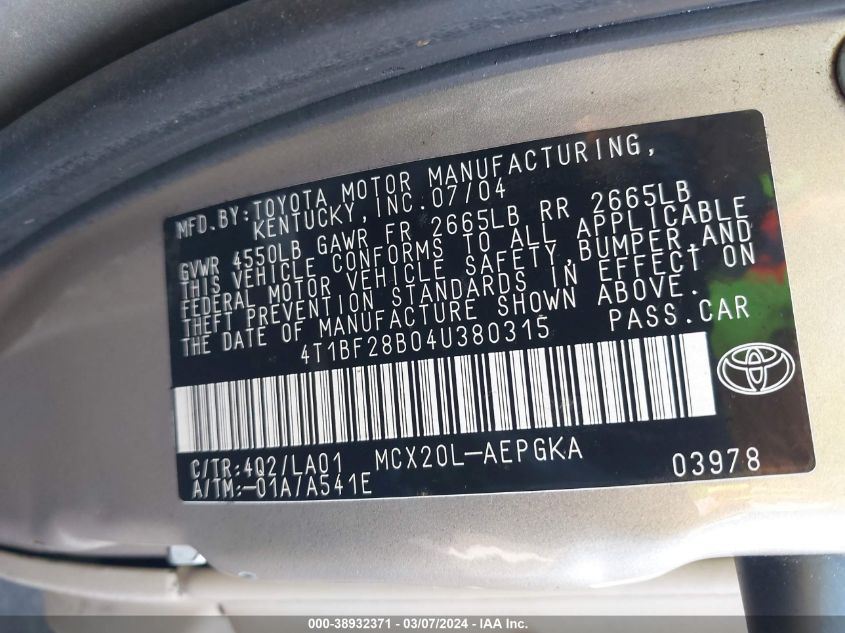 MFD. BY: TOYOTA MOTOR MANUFACTURING,
KENTUCKY, INC. 07/04
GVWR 4550LB GAWR FR 2665LB RR 2665LB
THIS VEHICLE CONFORMS TO ALL APPLICABLE
FEDERAL MOTOR VEHICLE SAFETY, BUMPER, AND
THEFT PREVENTION STANDARDS IN EFFECT ON
THE DATE OF MANUFACTURE SHOWN ABOVE.
4T1BF28B04U380315 PASS. CAR
C/TR: 4Q2/LA01 MCX20L-AEPGKA
A/TM:-01A/A541E 03978
000-38932371 - 03/07/2024 - IAA Inc.